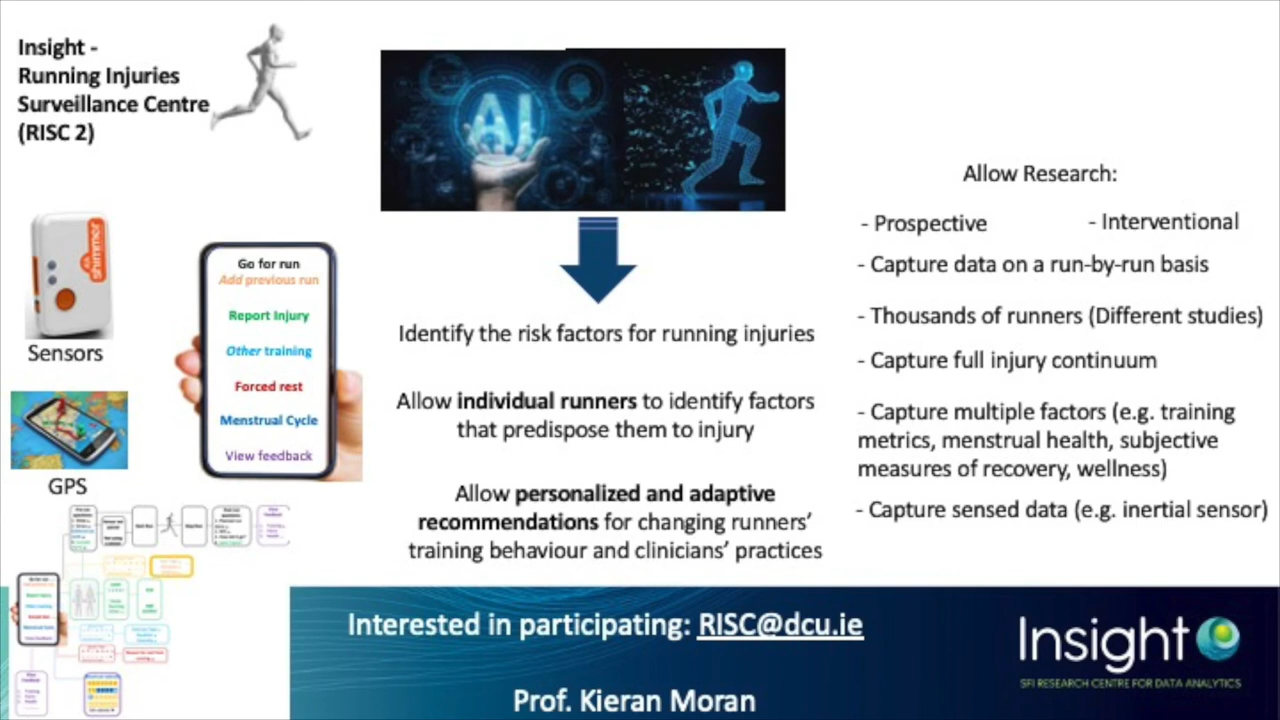 Insight -
Running Injuries
Surveillance Centre
(RISC 2)
AI
shimmer
Sensors
GPS
Go for run
Add previous run
Report Injury
Other training
Forced rest
Menstrual Cycle
View feedback
Identify the risk factors for running injuries
Allow individual runners to identify factors
that predispose them to injury
Allow personalized and adaptive
recommendations for changing runners’
training behaviour and clinicians’ practices
Allow Research:
- Prospective
- Interventional
- Capture data on a run-by-run basis
- Thousands of runners (Different studies)
- Capture full injury continuum
- Capture multiple factors (e.g. training
metrics, menstrual health, subjective
measures of recovery, wellness)
- Capture sensed data (e.g. inertial sensor)
Interested in participating: RISC@dcu.ie
Prof. Kieran Moran
Insight
SFI RESEARCH CENTRE FOR DATA ANALYTICS